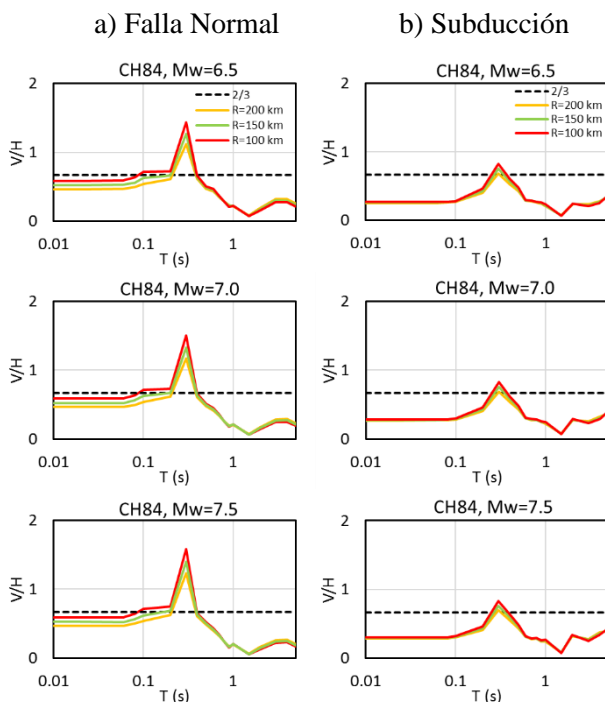 a) Falla Normal
b) Subducción
CH84, Mw=6.5
2
1
0
V/H
2/3
R=200 km
R=150 km
R=100 km
0.01
0.1
1
T (s)
CH84, Mw=6.5
2
1
0
V/H
2/3
R=200 km
R=150 km
R=100 km
0.01
0.1
1
T (s)
CH84, Mw=7.0
2
1
0
V/H
0.01
0.1
1
T (s)
CH84, Mw=7.0
2
1
0
V/H
0.01
0.1
1
T (s)
CH84, Mw=7.5
2
1
0
V/H
0.01
0.1
1
T (s)
CH84, Mw=7.5
2
1
0
V/H
0.01
0.1
1
T (s)